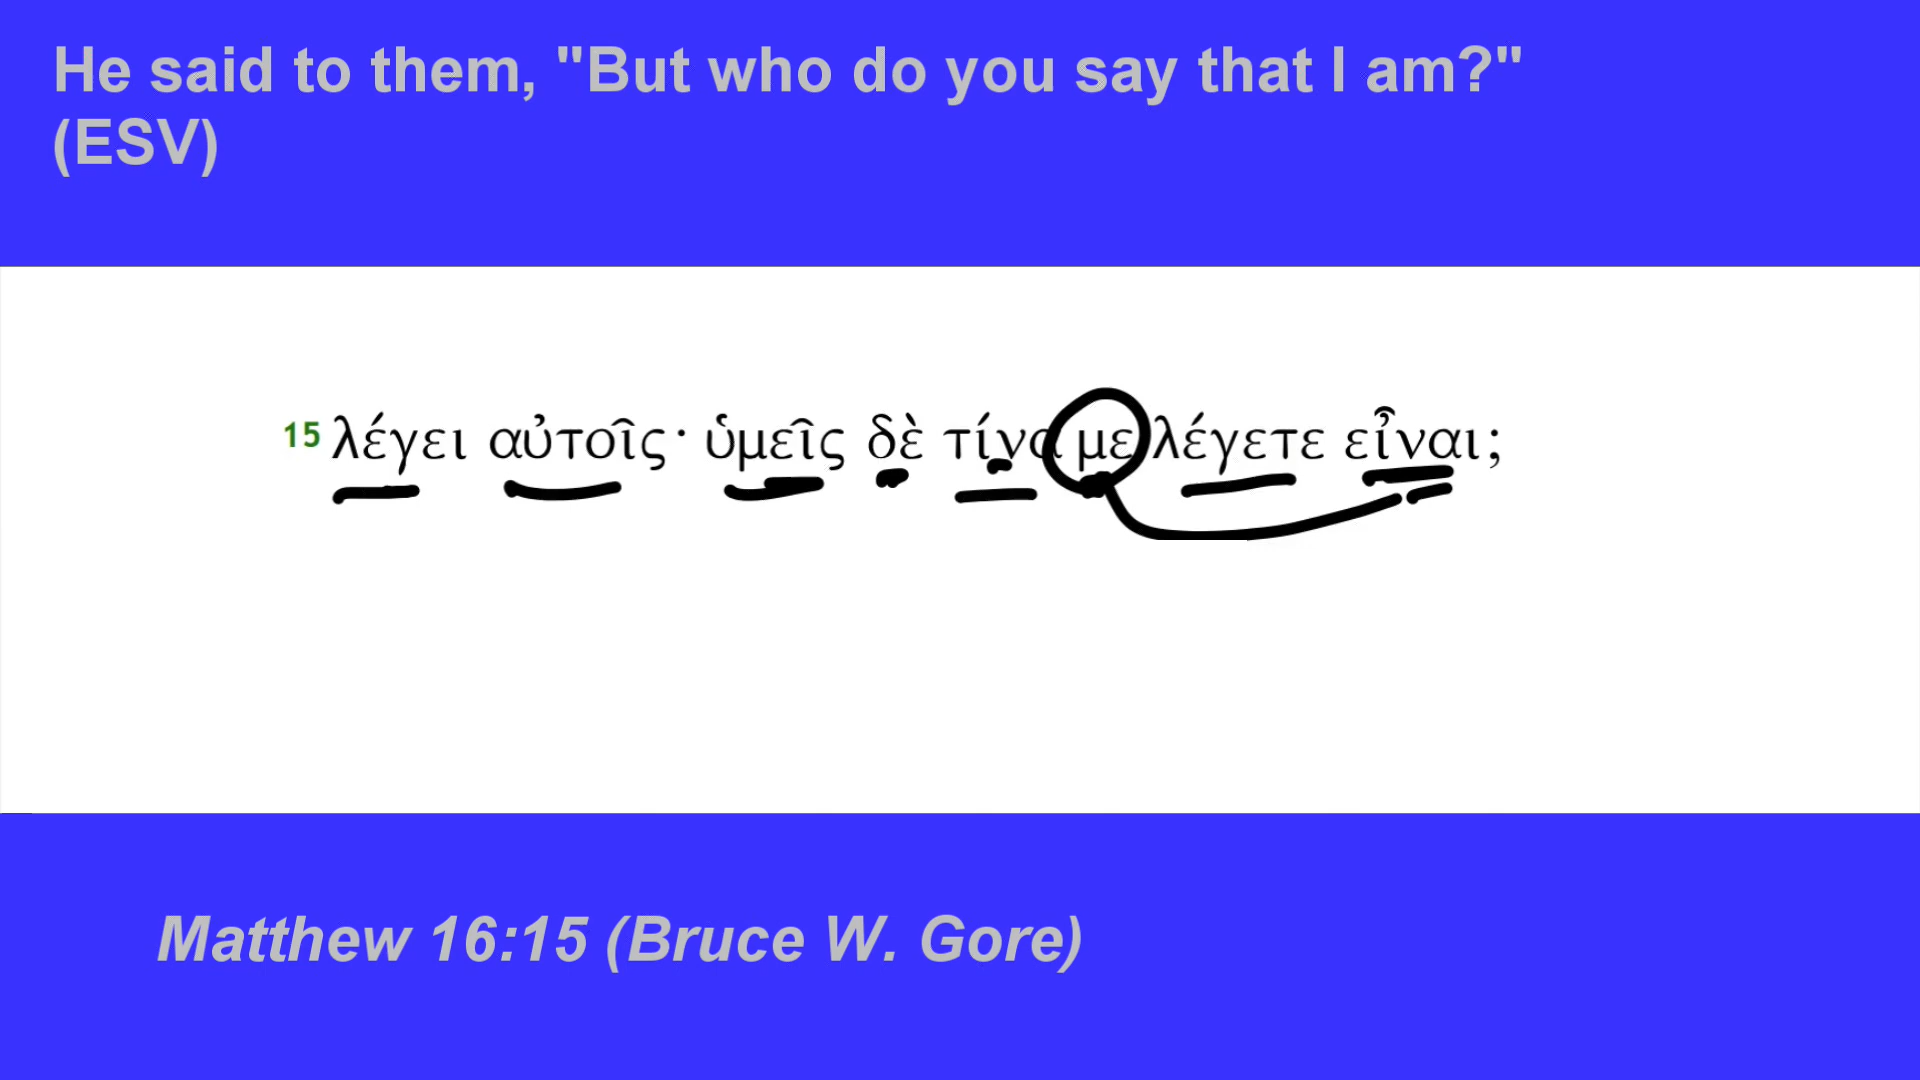 He said to them, "But who do you say that I am?"
(ESV)
15 λέγει αὐτοῖς· ὑμεῖς δὲ τίνα με λέγετε εἶναι;
Matthew 16:15 (Bruce W. Gore)